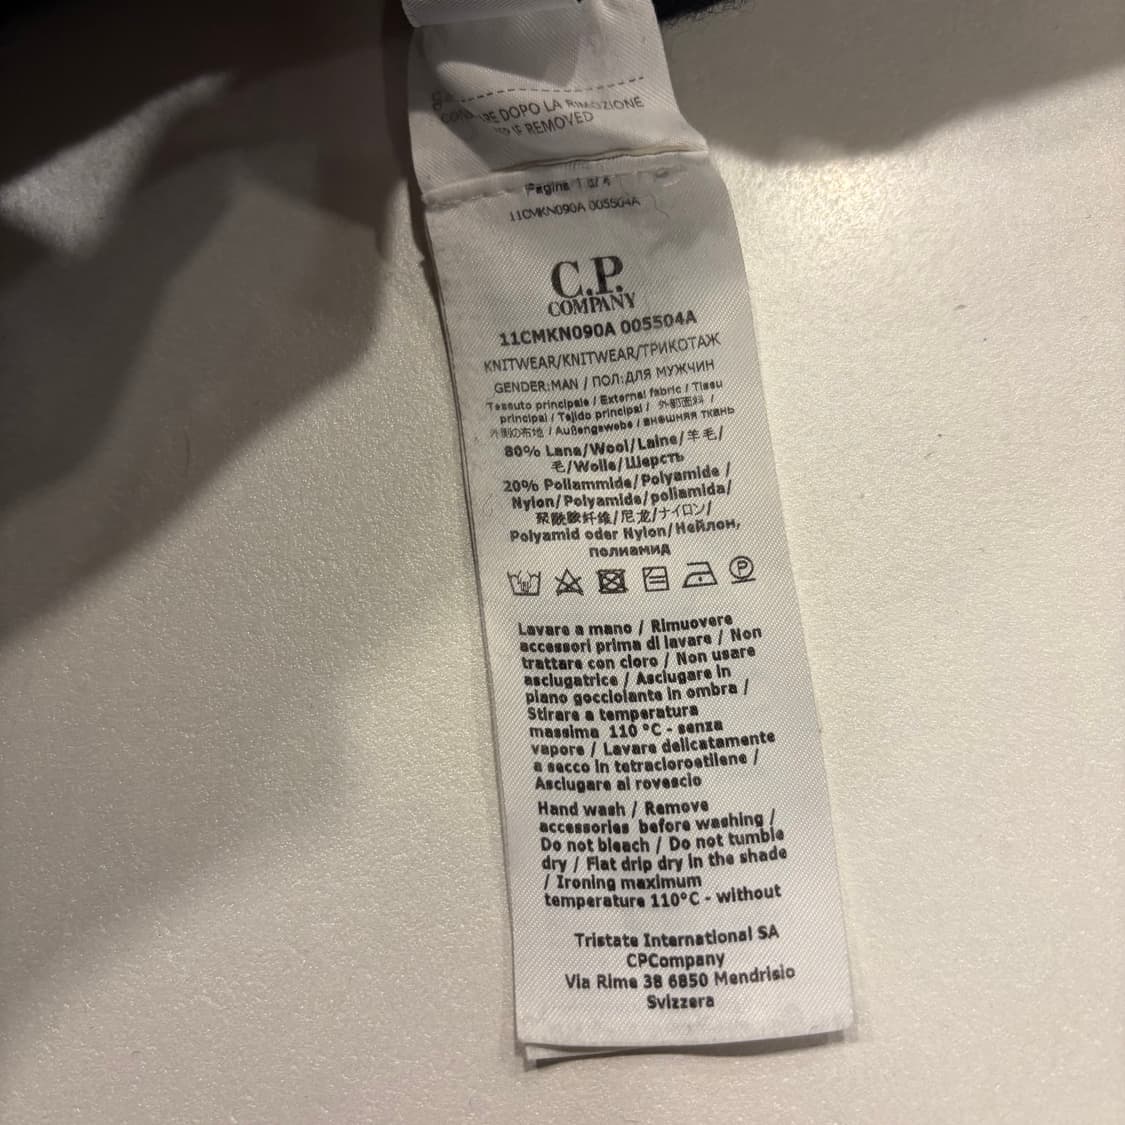 RE DOPO LA RIMOZIONE
IF REMOVED
Pagina 1 di 4
11CMKN090A 005504A
C.P.
COMPANY
11CMKN090A 005504A
KNITWEAR/KNITWEAR/ТРИКОТАЖ
GENDER:MAN / ПОЛ:ДЛЯ МУЖЧИН
Tessuto principale / External fabric / Tissu
principal / Tejido principal / 外部面料 /
外側の布地 / Außengewebe / внешняя ткань
80% Lana/Wool/Laine/羊毛/
毛/Wolle/Шерсть
20% Poliammide/Polyamide /
Nylon/Polyamide/poliamida/
聚酰胺纤维/尼龙/ナイロン/
Polyamid oder Nylon/Нейлон,
полиамид
P
Lavare a mano / Rimuovere
accessori prima di lavare / Non
trattare con cloro / Non usare
asciugatrice / Asciugare in
piano gocciolante in ombra /
Stirare a temperatura
massima 110 °C - senza
vapore / Lavare delicatamente
a secco in tetracloroetilene /
Asciugare al rovescio
Hand wash / Remove
accessories before washing /
Do not bleach / Do not tumble
dry / Flat drip dry in the shade
/ Ironing maximum
temperature 110°C - without
Tristate International SA
CPCompany
Via Rime 38 6850 Mendrisio
Svizzera